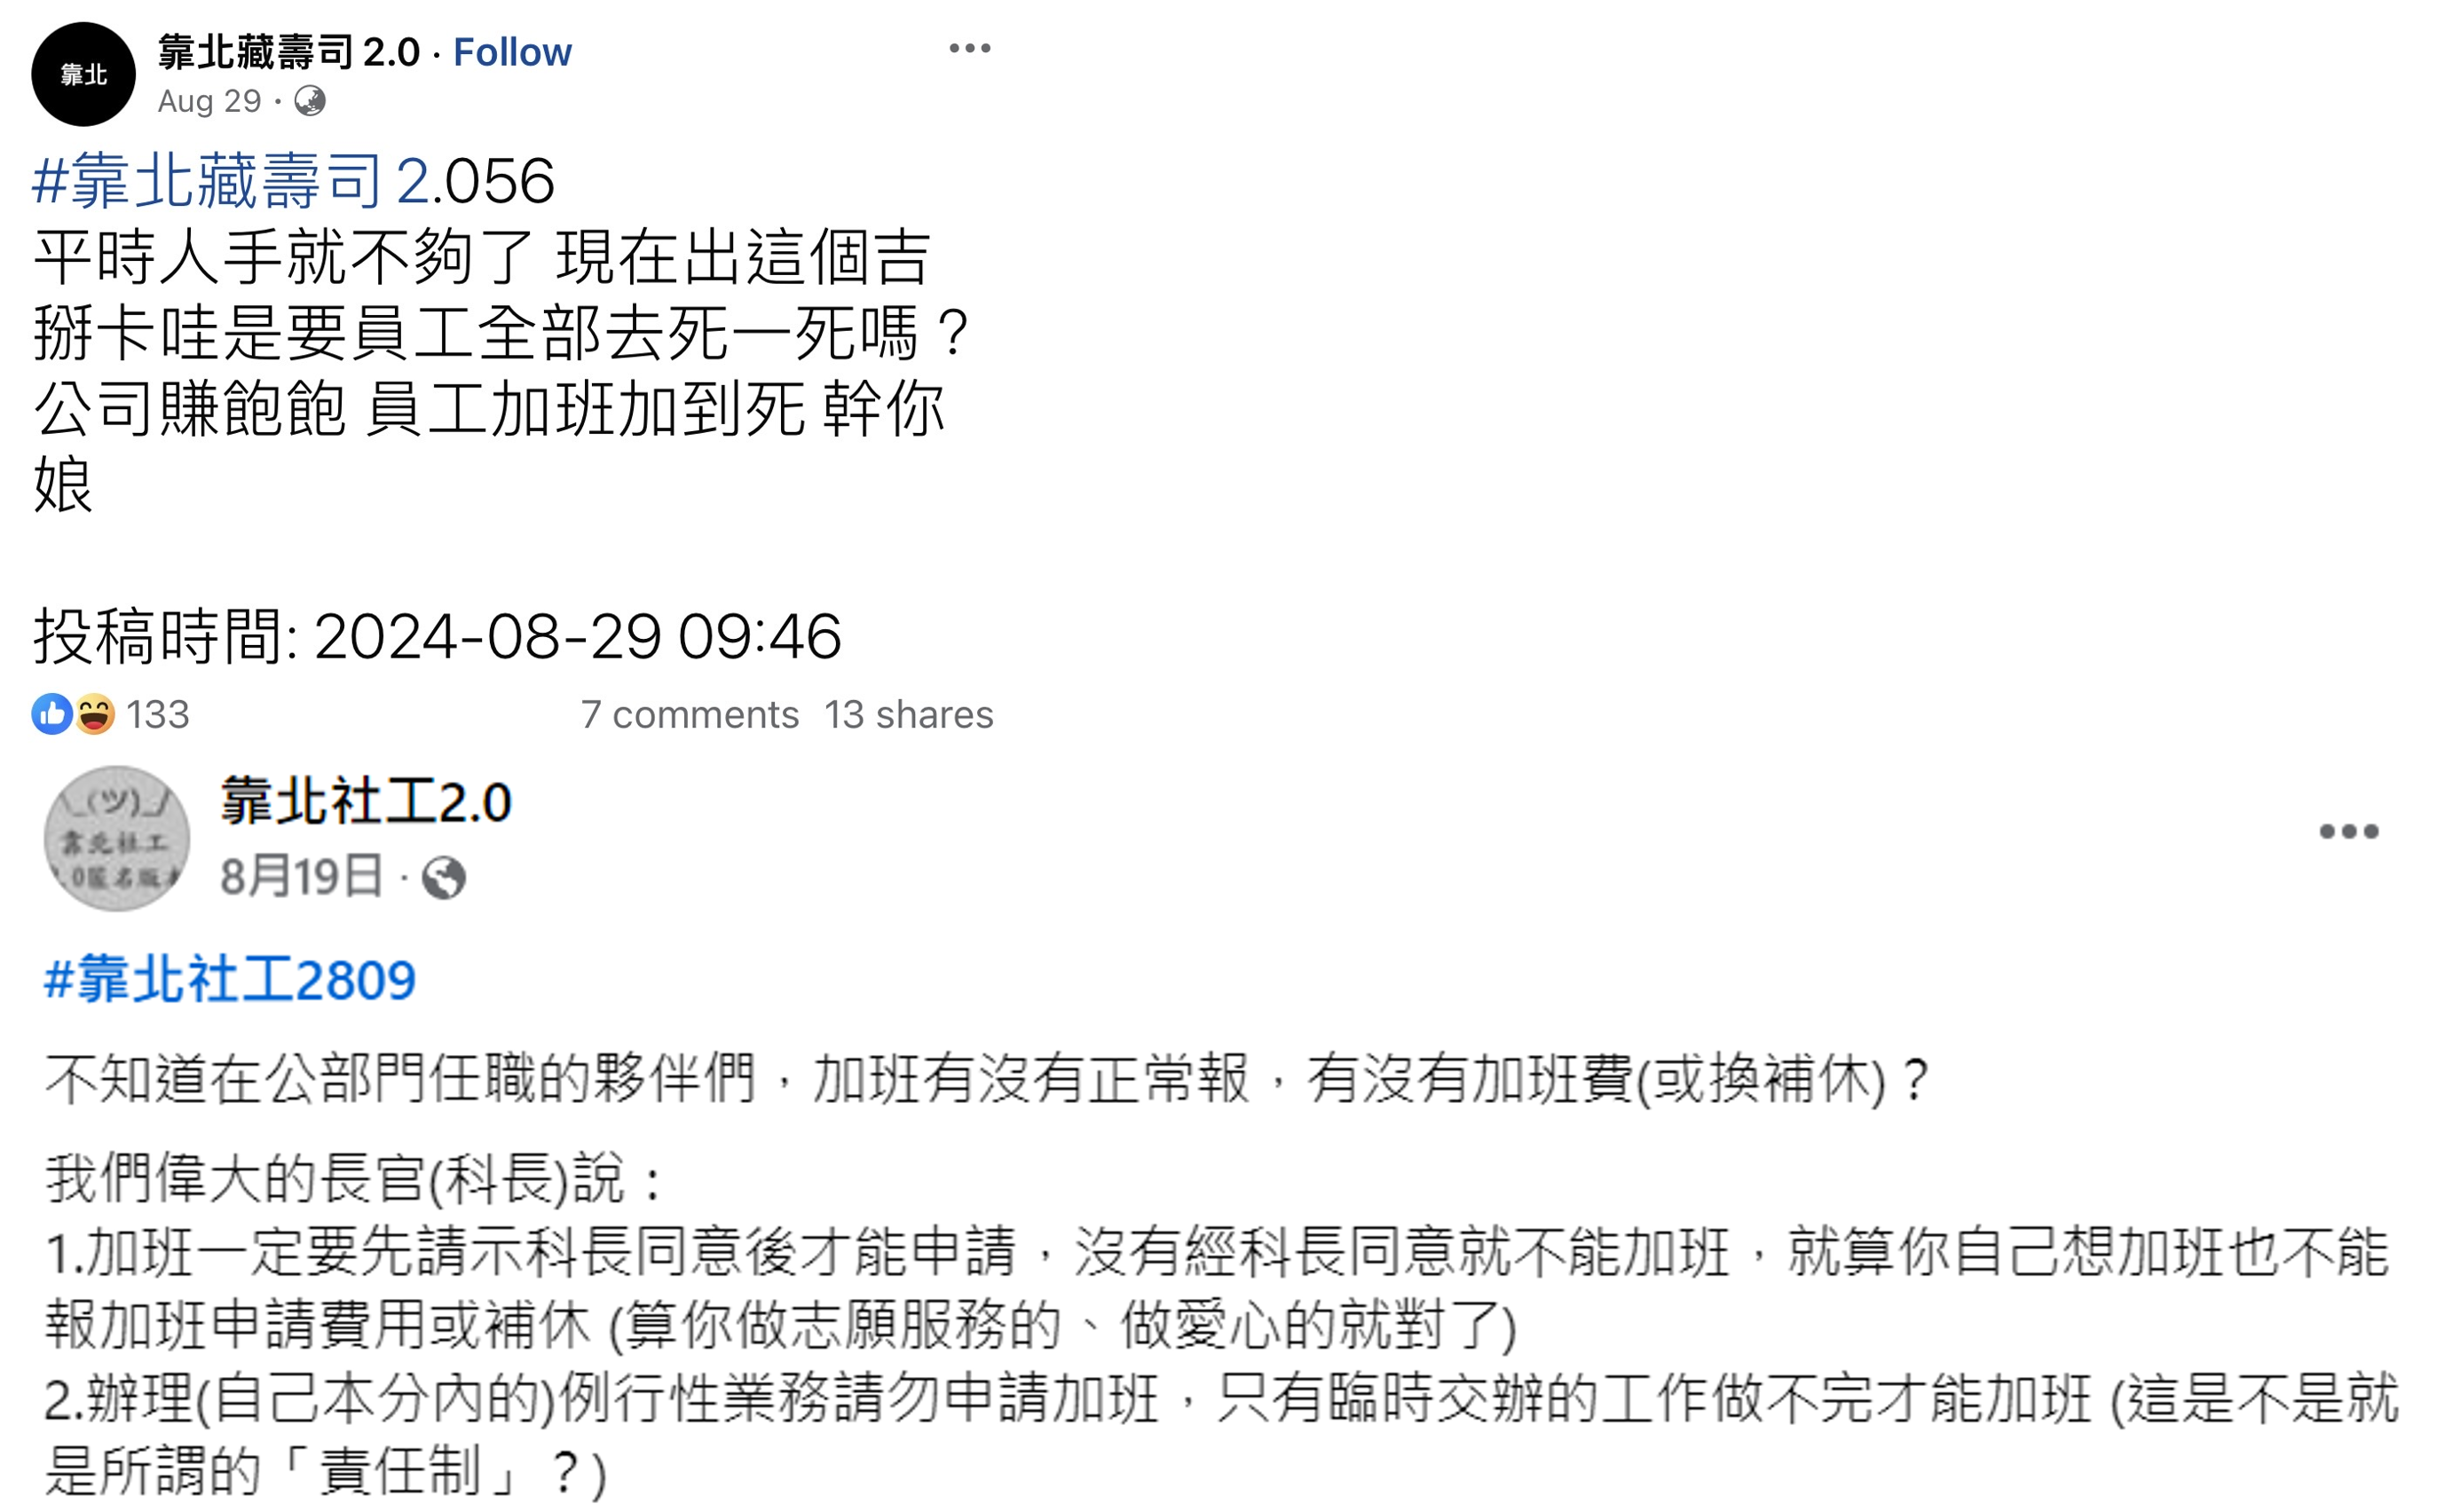 靠北
靠北藏壽司 2.0 · Follow
Aug 29 ·
#靠北藏壽司 2.056
平時人手就不夠了 現在出這個吉
掰卡哇是要員工全部去死一死嗎？
公司賺飽飽 員工加班加到死 幹你
娘
投稿時間: 2024-08-29 09:46
133 7 comments 13 shares
¯\_(ツ)_/
靠北社工
2.0匿名版本
靠北社工2.0
8月19日 ·
#靠北社工2809
不知道在公部門任職的夥伴們，加班有沒有正常報，有沒有加班費(或換補休)？
我們偉大的長官(科長)說：
1.加班一定要先請示科長同意後才能申請，沒有經科長同意就不能加班，就算你自己想加班也不能
報加班申請費用或補休 (算你做志願服務的、做愛心的就對了)
2.辦理(自己本分內的)例行性業務請勿申請加班，只有臨時交辦的工作做不完才能加班 (這是不是就
是所謂的「責任制」？)